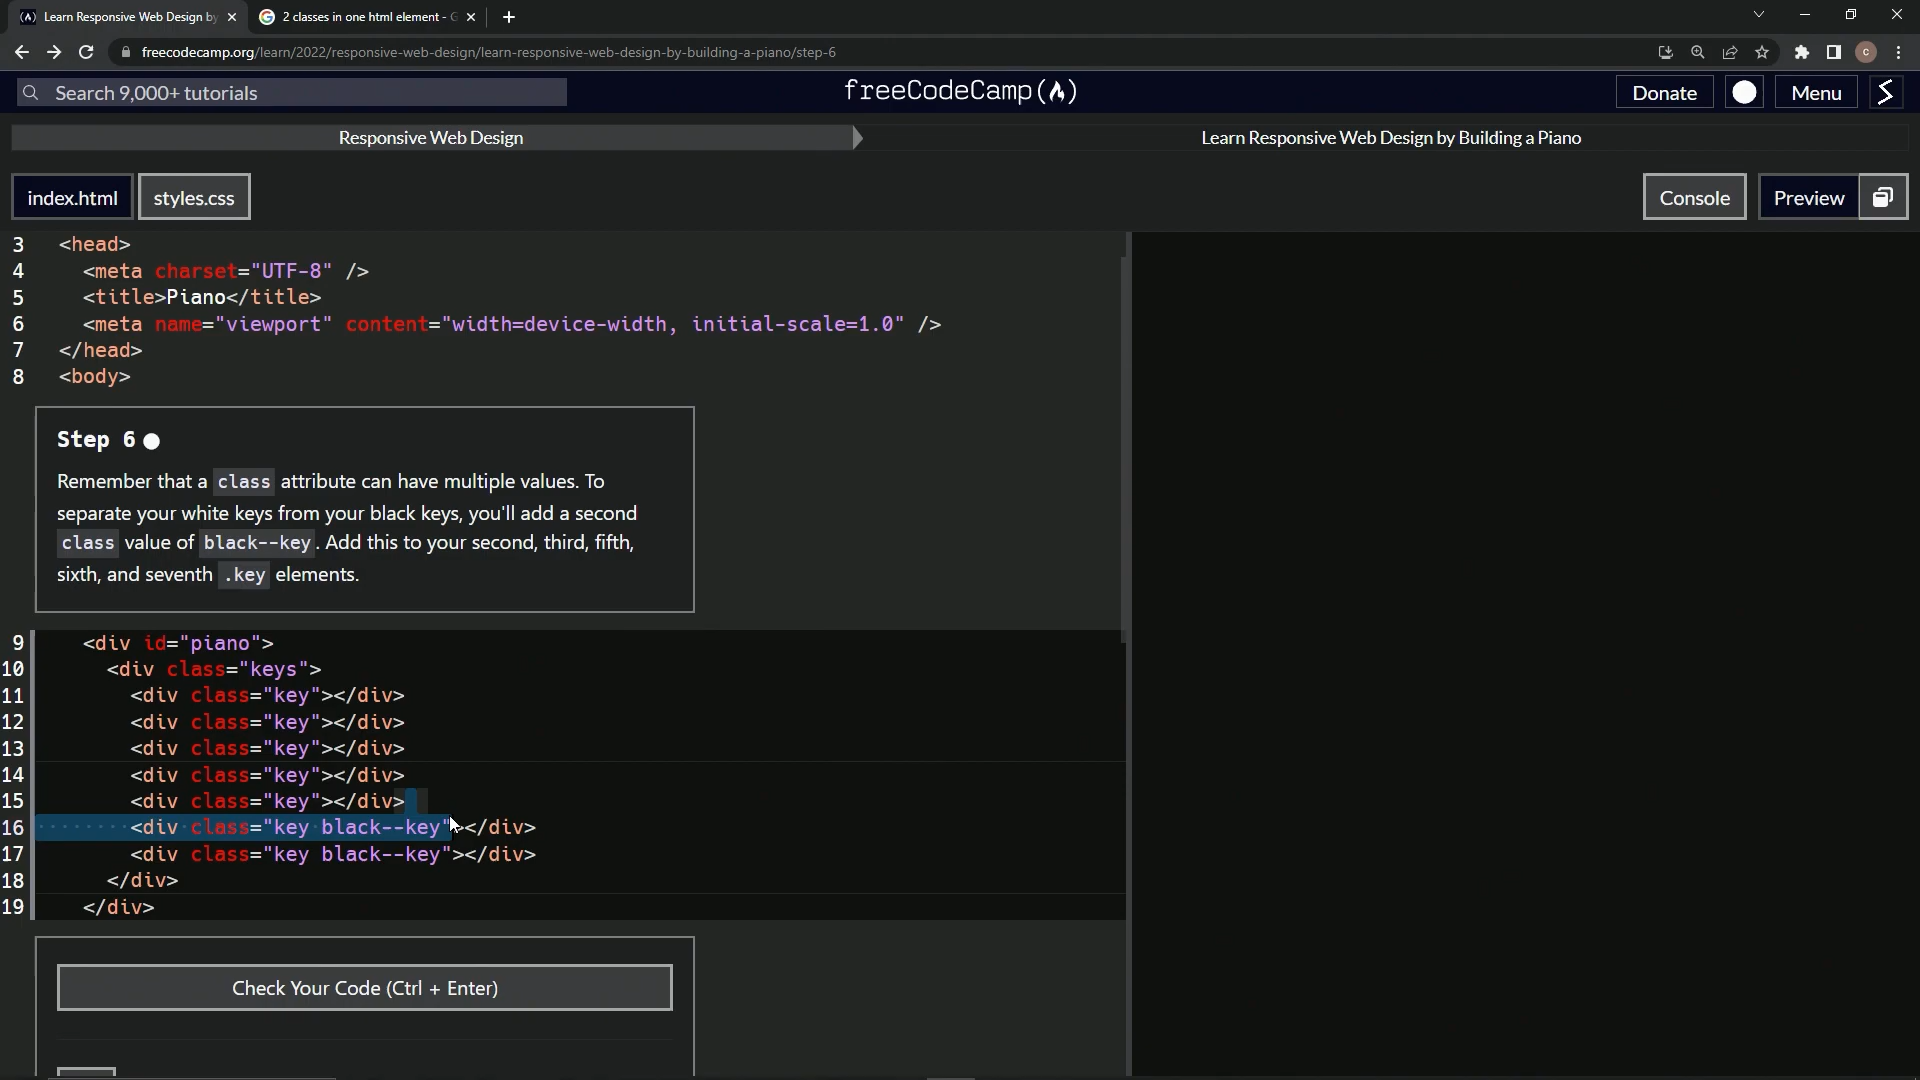 Learn Responsive Web Design by
2 classes in one html element - G
freecodecamp.org/learn/2022/responsive-web-design/learn-responsive-web-design-by-building-a-piano/step-6
C
Search 9,000+ tutorials
freeCodeCamp
Donate
Menu
Responsive Web Design
Learn Responsive Web Design by Building a Piano
index.html
styles.css
Console
Preview
3 <head>
4 <meta charset="UTF-8" />
5 <title>Piano</title>
6 <meta name="viewport" content="width=device-width, initial-scale=1.0" />
7 </head>
8 <body>
Step 6
Remember that a class attribute can have multiple values. To
separate your white keys from your black keys, you'll add a second
class value of black--key. Add this to your second, third, fifth,
sixth, and seventh .key elements.
9 <div id="piano">
10 <div class="keys">
11 <div class="key"></div>
12 <div class="key"></div>
13 <div class="key"></div>
14 <div class="key"></div>
15 <div class="key"></div>
16 <div class="key black--key"></div>
17 <div class="key black--key"></div>
18 </div>
19 </div>
Check Your Code (Ctrl + Enter)